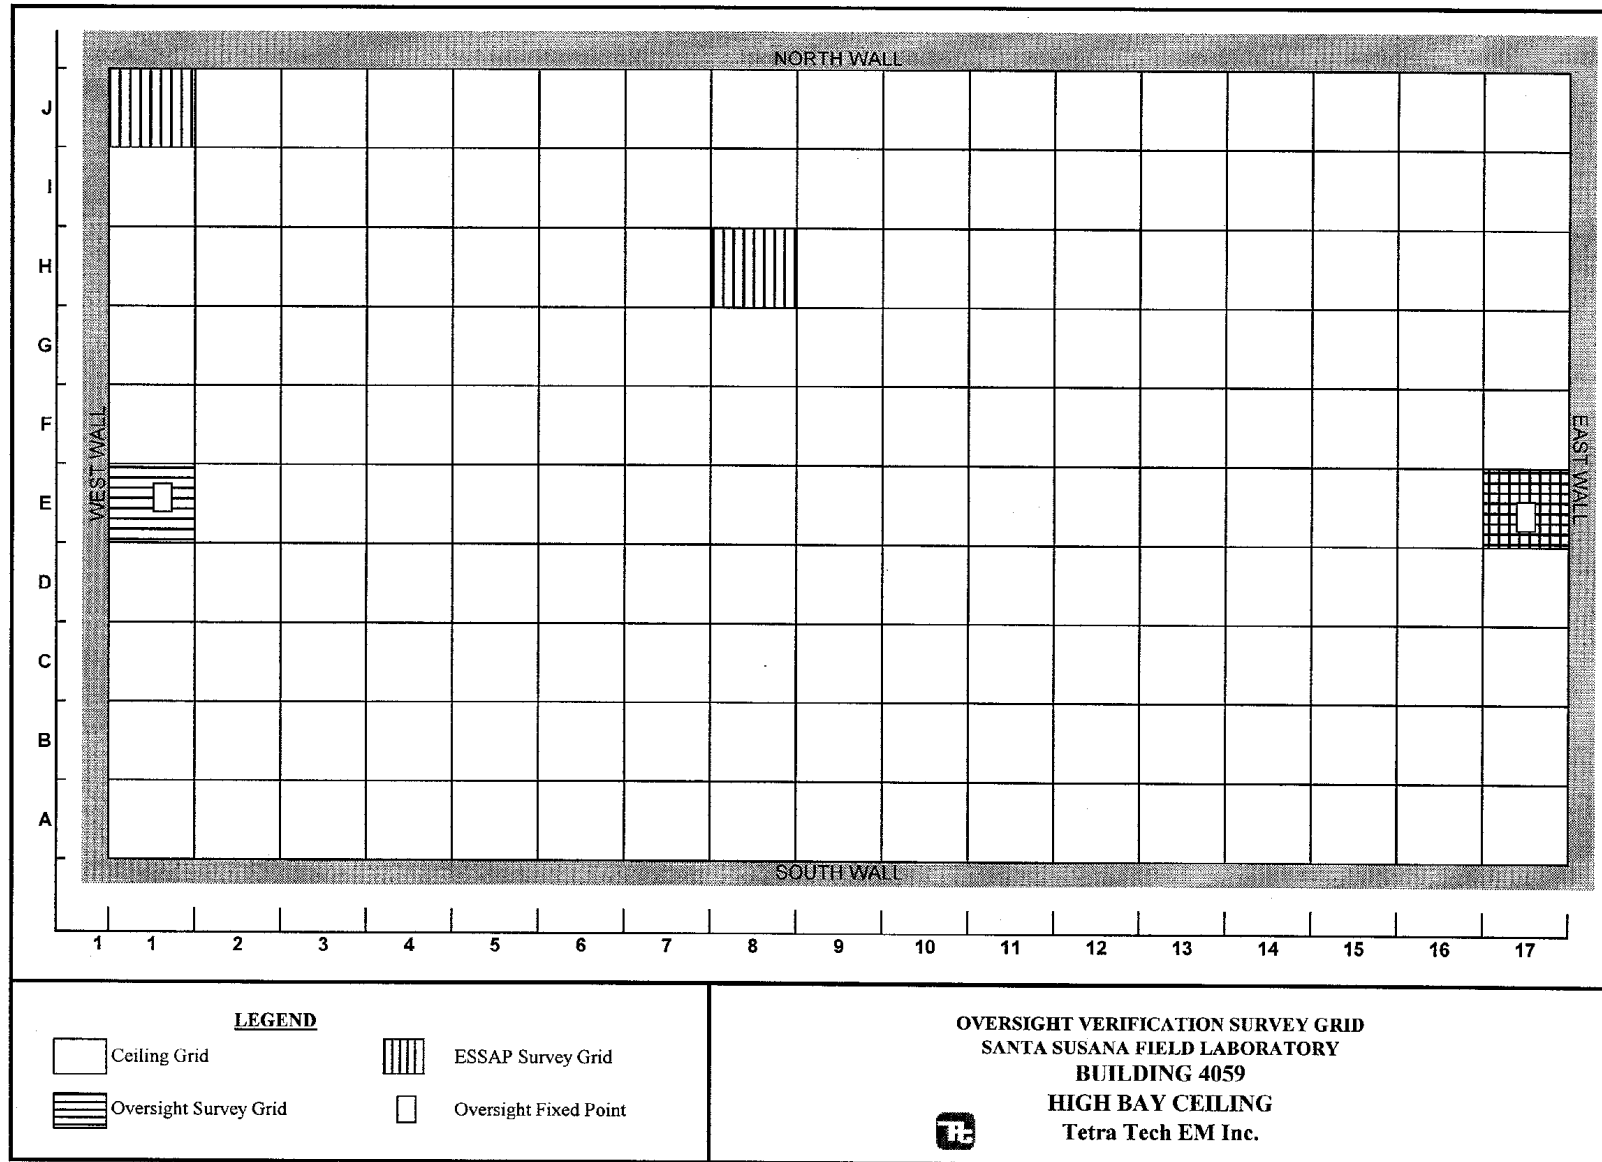 NORTH WALL
J
I
H
G
F
E
D
C
B
A
WEST WALL
EAST WALL
SOUTH WALL
1 1 2 3 4 5 6 7 8 9 10 11 12 13 14 15 16 17
LEGEND
Ceiling Grid
ESSAP Survey Grid
Oversight Survey Grid
Oversight Fixed Point
OVERSIGHT VERIFICATION SURVEY GRID
SANTA SUSANA FIELD LABORATORY
BUILDING 4059
HIGH BAY CEILING
Tetra Tech EM Inc.
Tt